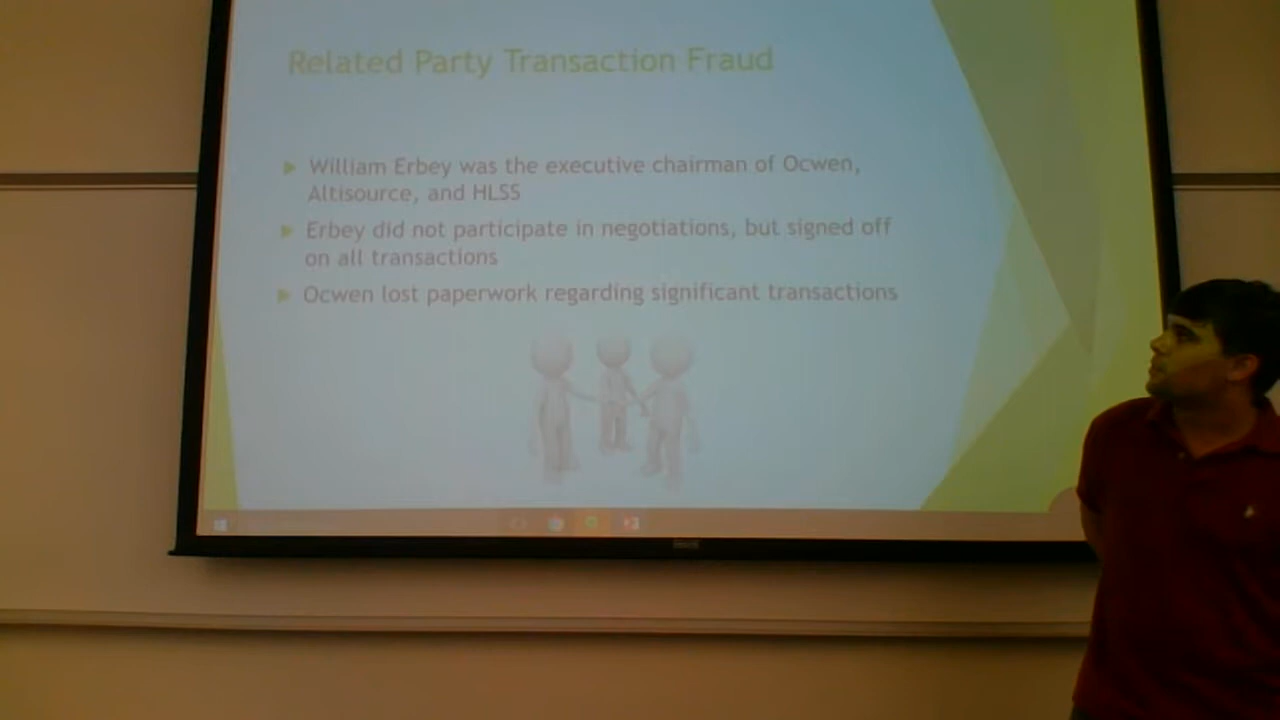 Related Party Transaction Fraud
William Erbey was the executive chairman of Ocwen,
Altisource, and HLSS
Erbey did not participate in negotiations, but signed off
on all transactions
Ocwen lost paperwork regarding significant transactions